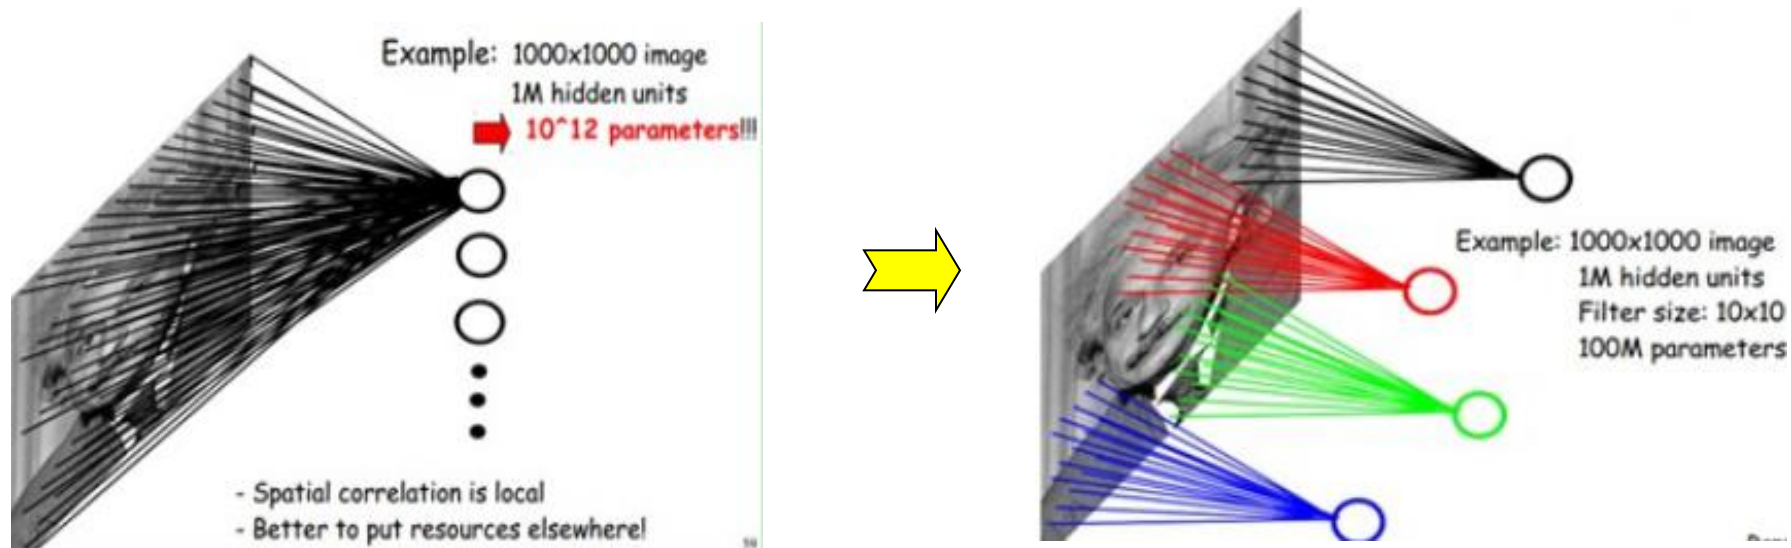 Example: 1000x1000 image
1M hidden units
10^12 parameters!!!
- Spatial correlation is local
- Better to put resources elsewhere!
Example: 1000x1000 image
1M hidden units
Filter size: 10x10
100M parameters